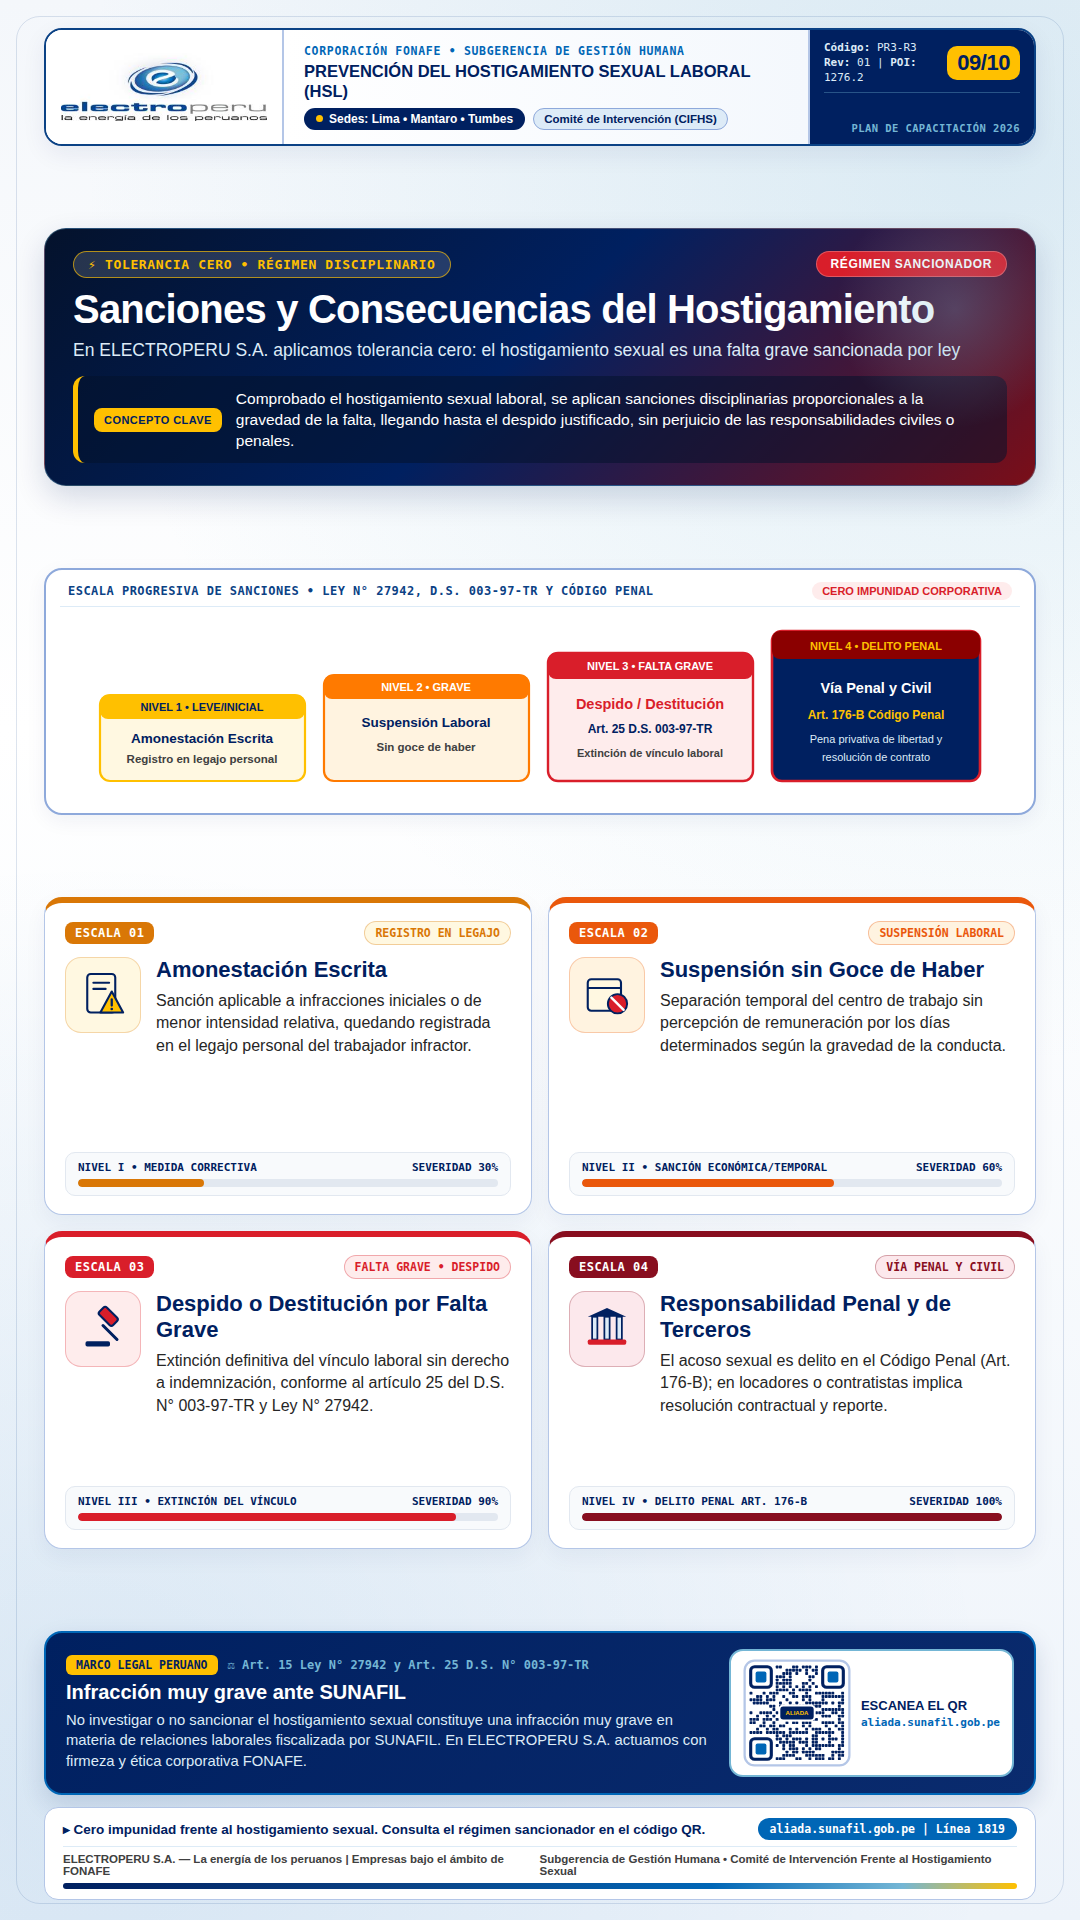 electroperu
la energía de los peruanos
CORPORACIÓN FONAFE • SUBGERENCIA DE GESTIÓN HUMANA
PREVENCIÓN DEL HOSTIGAMIENTO SEXUAL LABORAL
(HSL)
Sedes: Lima • Mantaro • Tumbes
Comité de Intervención (CIFHS)
Código: PR3-R3
Rev: 01 | POI:
1276.2
09/10
PLAN DE CAPACITACIÓN 2026
⚡ TOLERANCIA CERO • RÉGIMEN DISCIPLINARIO
RÉGIMEN SANCIONADOR
Sanciones y Consecuencias del Hostigamiento
En ELECTROPERU S.A. aplicamos tolerancia cero: el hostigamiento sexual es una falta grave sancionada por ley
CONCEPTO CLAVE
Comprobado el hostigamiento sexual laboral, se aplican sanciones disciplinarias proporcionales a la
gravedad de la falta, llegando hasta el despido justificado, sin perjuicio de las responsabilidades civiles o
penales.
ESCALA PROGRESIVA DE SANCIONES • LEY N° 27942, D.S. 003-97-TR Y CÓDIGO PENAL
CERO IMPUNIDAD CORPORATIVA
NIVEL 1 • LEVE/INICIAL
Amonestación Escrita
Registro en legajo personal
NIVEL 2 • GRAVE
Suspensión Laboral
Sin goce de haber
NIVEL 3 • FALTA GRAVE
Despido / Destitución
Art. 25 D.S. 003-97-TR
Extinción de vínculo laboral
NIVEL 4 • DELITO PENAL
Vía Penal y Civil
Art. 176-B Código Penal
Pena privativa de libertad y
resolución de contrato
ESCALA 01
REGISTRO EN LEGAJO
Amonestación Escrita
Sanción aplicable a infracciones iniciales o de
menor intensidad relativa, quedando registrada
en el legajo personal del trabajador infractor.
NIVEL I • MEDIDA CORRECTIVA
SEVERIDAD 30%
ESCALA 02
SUSPENSIÓN LABORAL
Suspensión sin Goce de Haber
Separación temporal del centro de trabajo sin
percepción de remuneración por los días
determinados según la gravedad de la conducta.
NIVEL II • SANCIÓN ECONÓMICA/TEMPORAL
SEVERIDAD 60%
ESCALA 03
FALTA GRAVE • DESPIDO
Despido o Destitución por Falta
Grave
Extinción definitiva del vínculo laboral sin derecho
a indemnización, conforme al artículo 25 del D.S.
N° 003-97-TR y Ley N° 27942.
NIVEL III • EXTINCIÓN DEL VÍNCULO
SEVERIDAD 90%
ESCALA 04
VÍA PENAL Y CIVIL
Responsabilidad Penal y de
Terceros
El acoso sexual es delito en el Código Penal (Art.
176-B); en locadores o contratistas implica
resolución contractual y reporte.
NIVEL IV • DELITO PENAL ART. 176-B
SEVERIDAD 100%
MARCO LEGAL PERUANO
⚖ Art. 15 Ley N° 27942 y Art. 25 D.S. N° 003-97-TR
Infracción muy grave ante SUNAFIL
No investigar o no sancionar el hostigamiento sexual constituye una infracción muy grave en
materia de relaciones laborales fiscalizada por SUNAFIL. En ELECTROPERU S.A. actuamos con
firmeza y ética corporativa FONAFE.
ALIADA
ESCANEA EL QR
aliada.sunafil.gob.pe
▸ Cero impunidad frente al hostigamiento sexual. Consulta el régimen sancionador en el código QR.
aliada.sunafil.gob.pe | Línea 1819
ELECTROPERU S.A. — La energía de los peruanos | Empresas bajo el ámbito de
FONAFE
Subgerencia de Gestión Humana • Comité de Intervención Frente al Hostigamiento
Sexual